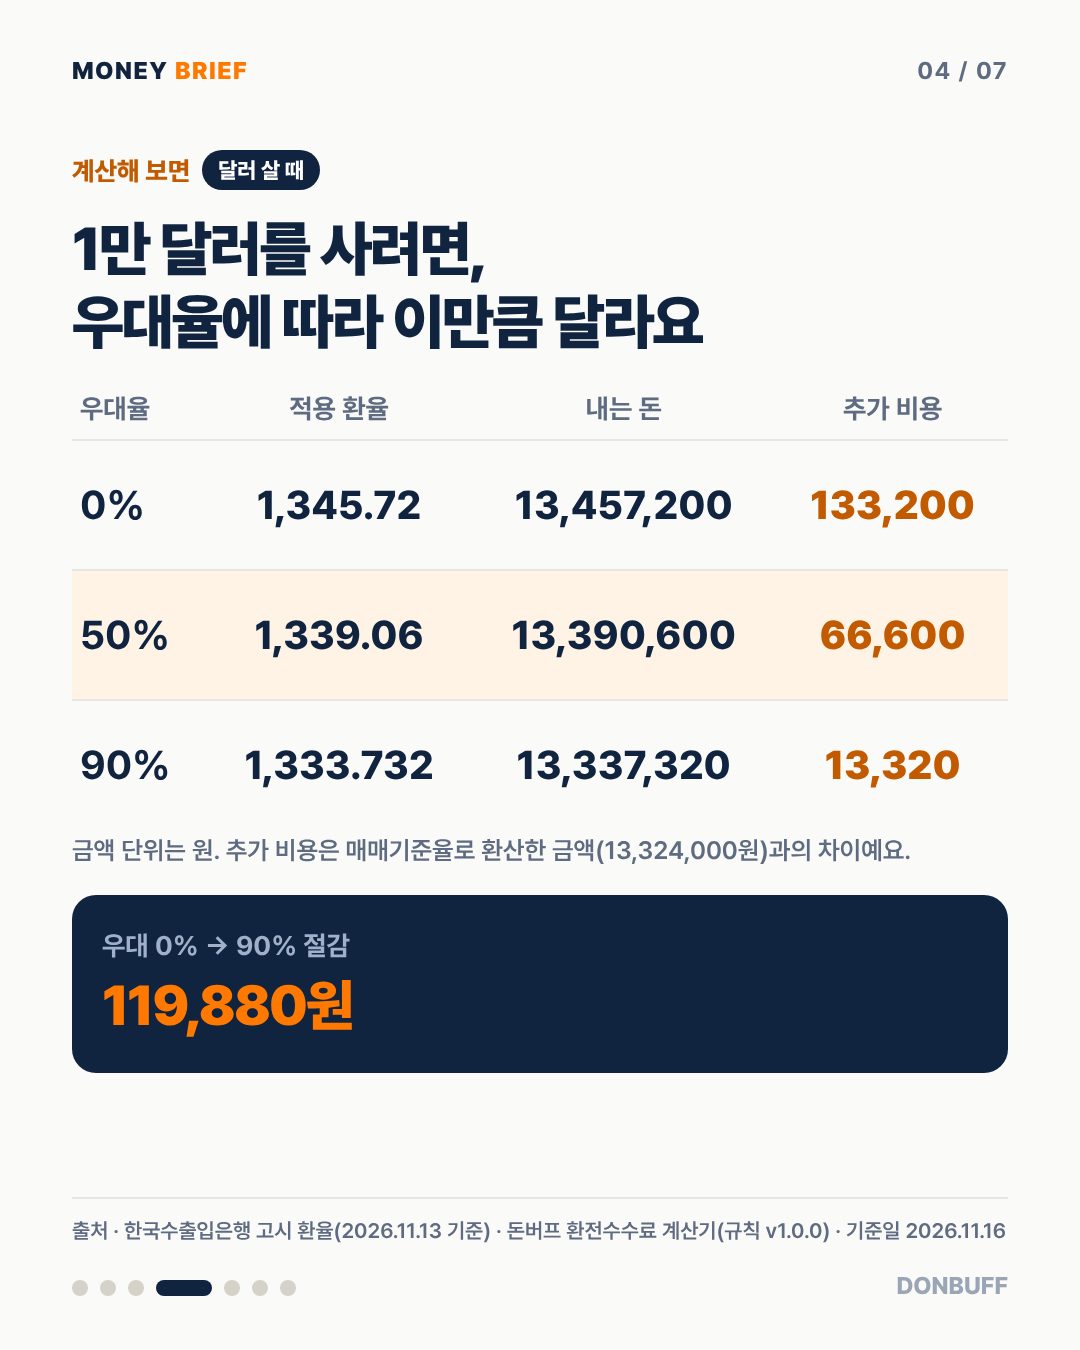 MONEY BRIEF
04 / 07
계산해 보면 달러 살 때
1만 달러를 사려면,
우대율에 따라 이만큼 달라요
우대율 적용 환율 내는 돈 추가 비용
0% 1,345.72 13,457,200 133,200
50% 1,339.06 13,390,600 66,600
90% 1,333.732 13,337,320 13,320
금액 단위는 원. 추가 비용은 매매기준율로 환산한 금액(13,324,000원)과의 차이예요.
우대 0% → 90% 절감
119,880원
출처 · 한국수출입은행 고시 환율(2026.11.13 기준) · 돈버프 환전수수료 계산기(규칙 v1.0.0) · 기준일 2026.11.16
DONBUFF